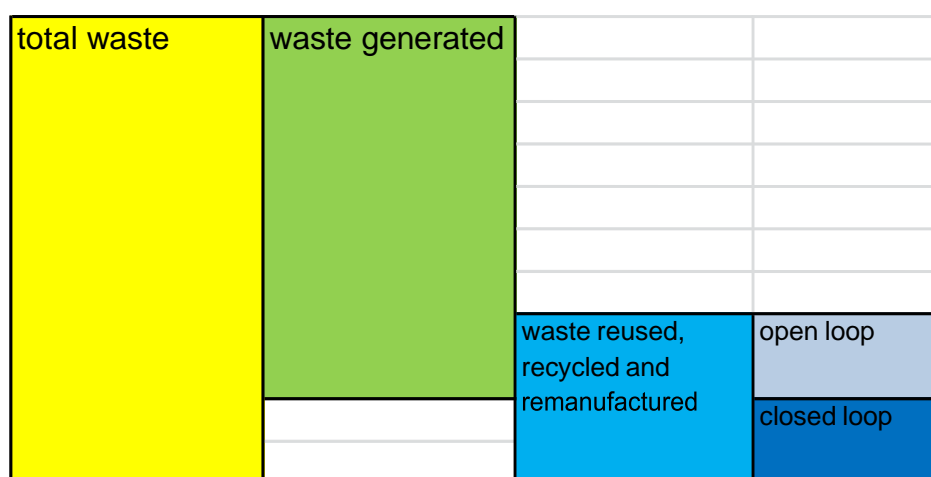 total waste
waste generated
waste reused,
recycled and
remanufactured
open loop
closed loop